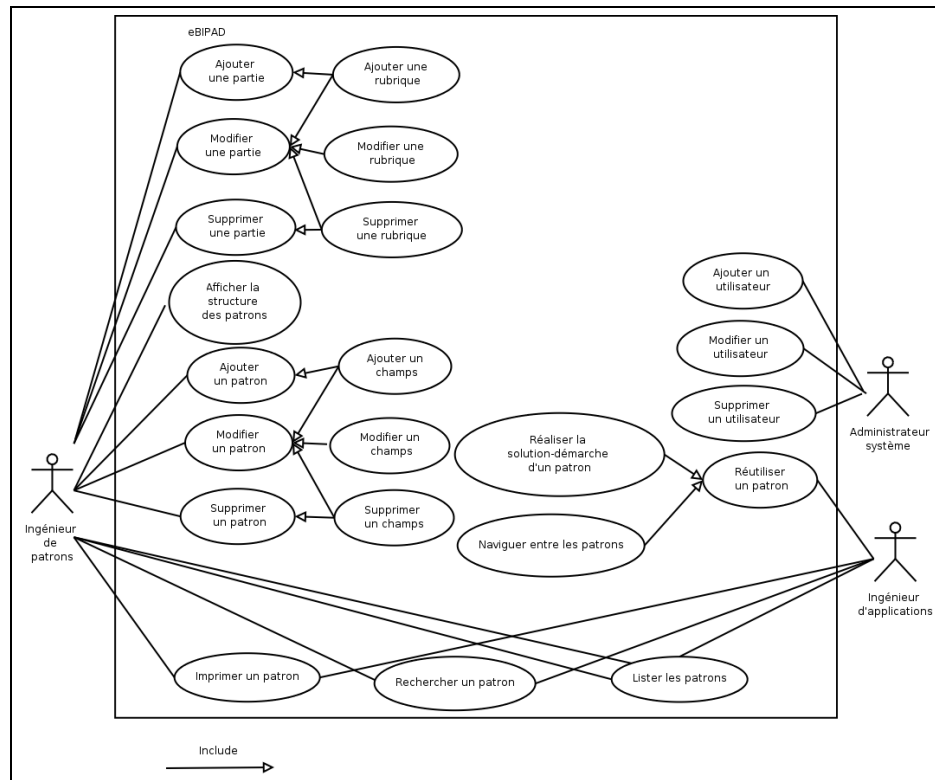 eBIPAD
Ajouter
une partie
Ajouter une
rubrique
Modifier
une partie
Modifier une
rubrique
Supprimer
une partie
Supprimer
une rubrique
Afficher la
structure
des patrons
Ajouter
un patron
Ajouter un
champs
Modifier
un patron
Modifier un
champs
Supprimer
un patron
Supprimer
un champs
Réaliser la
solution-démarche
d'un patron
Naviguer entre les patrons
Ajouter un
utilisateur
Modifier un
utilisateur
Supprimer
un utilisateur
Réutiliser
un patron
Administrateur
système
Ingénieur
de
patrons
Ingénieur
d'applications
Imprimer un patron
Rechercher un patron
Lister les patrons
Include